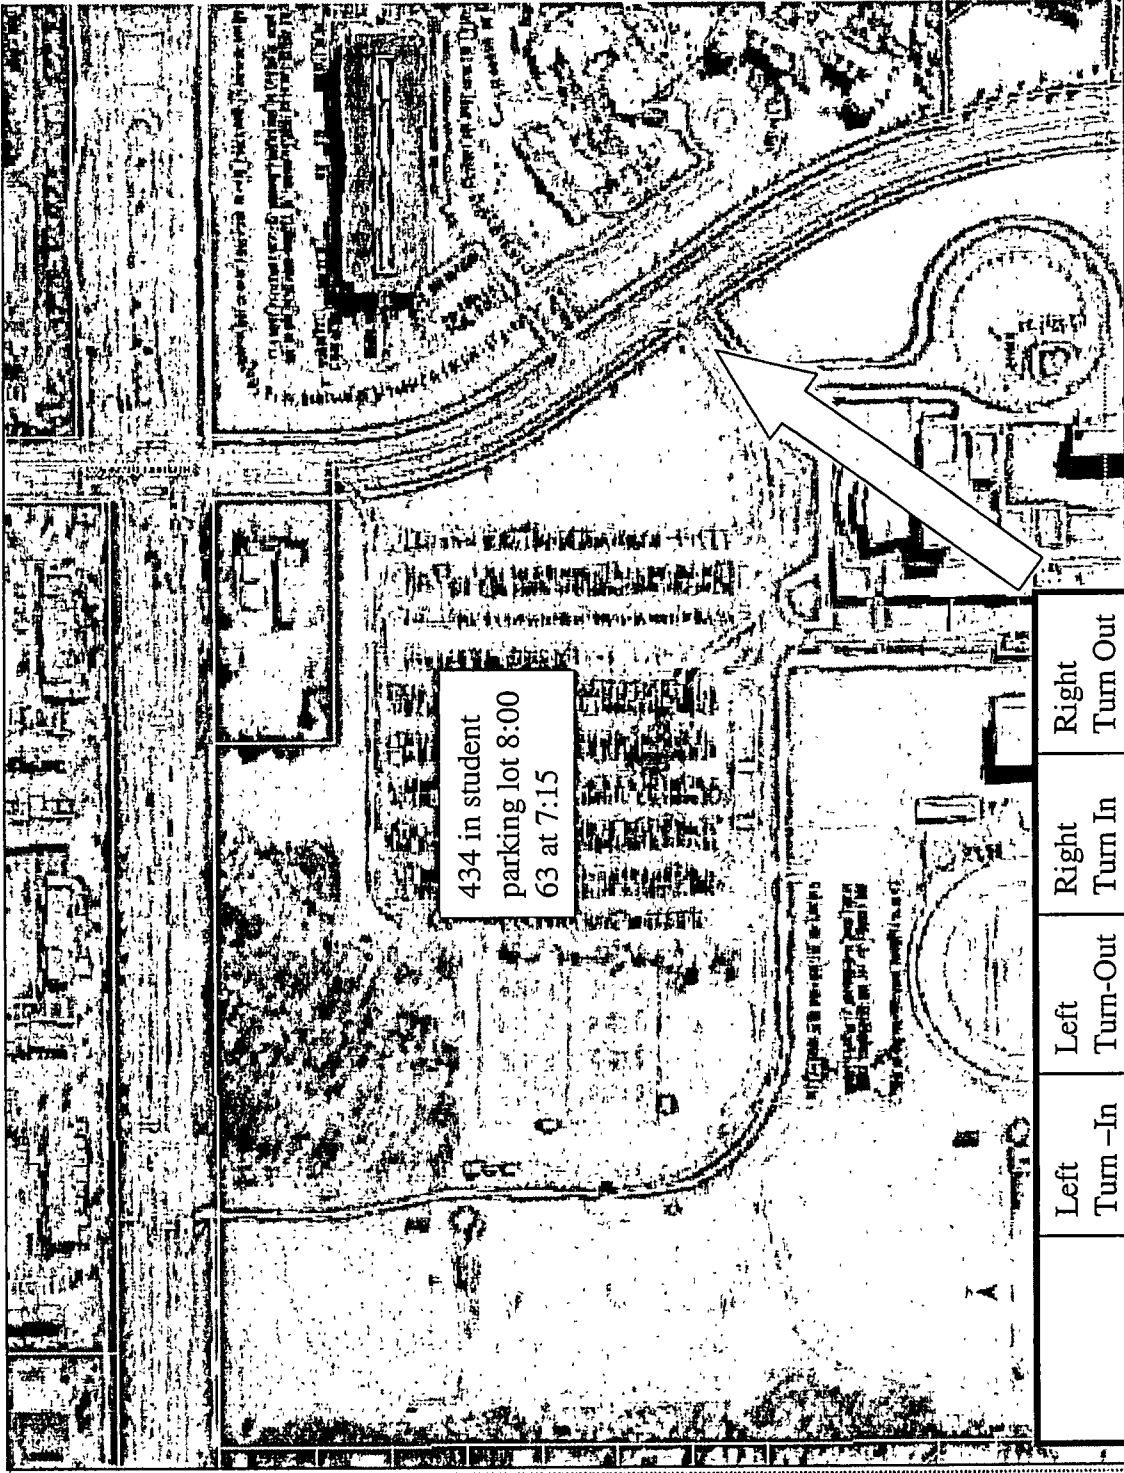 434 in student
parking lot 8:00
63 at 7:15
Left
Turn –In
Left
Turn-Out
Right
Turn In
Right
Turn Out